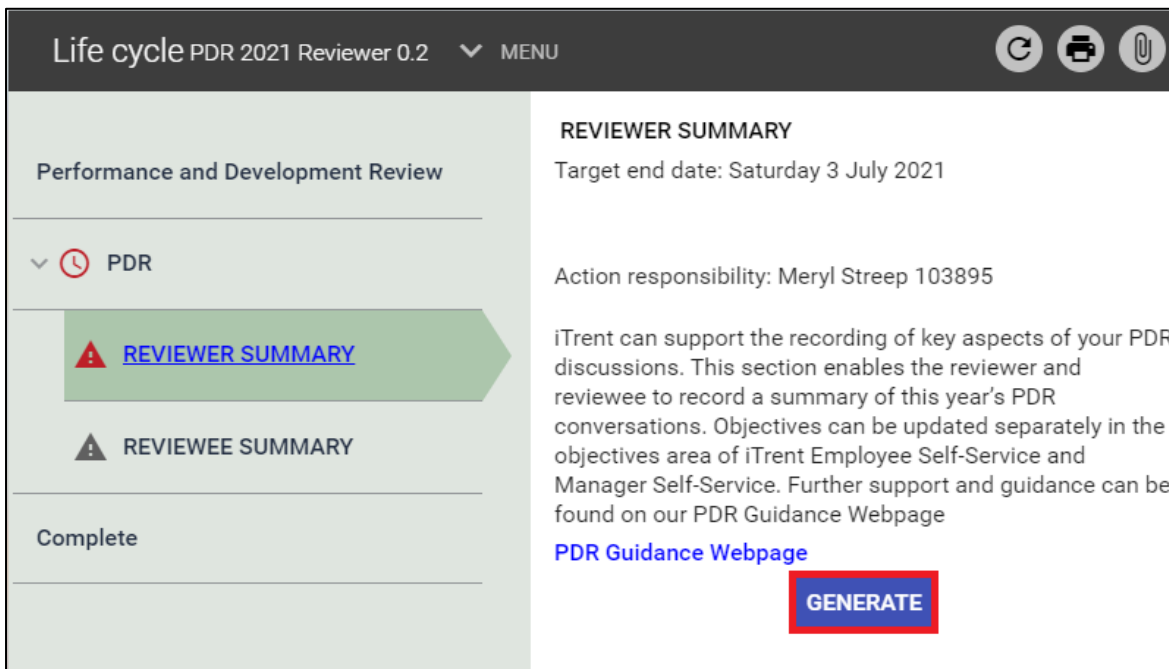 Life cycle PDR 2021 Reviewer 0.2 MENU
Performance and Development Review
PDR
REVIEWER SUMMARY
REVIEWEE SUMMARY
Complete
REVIEWER SUMMARY
Target end date: Saturday 3 July 2021
Action responsibility: Meryl Streep 103895
iTrent can support the recording of key aspects of your PDR
discussions. This section enables the reviewer and
reviewee to record a summary of this year's PDR
conversations. Objectives can be updated separately in the
objectives area of iTrent Employee Self-Service and
Manager Self-Service. Further support and guidance can be
found on our PDR Guidance Webpage
PDR Guidance Webpage
GENERATE